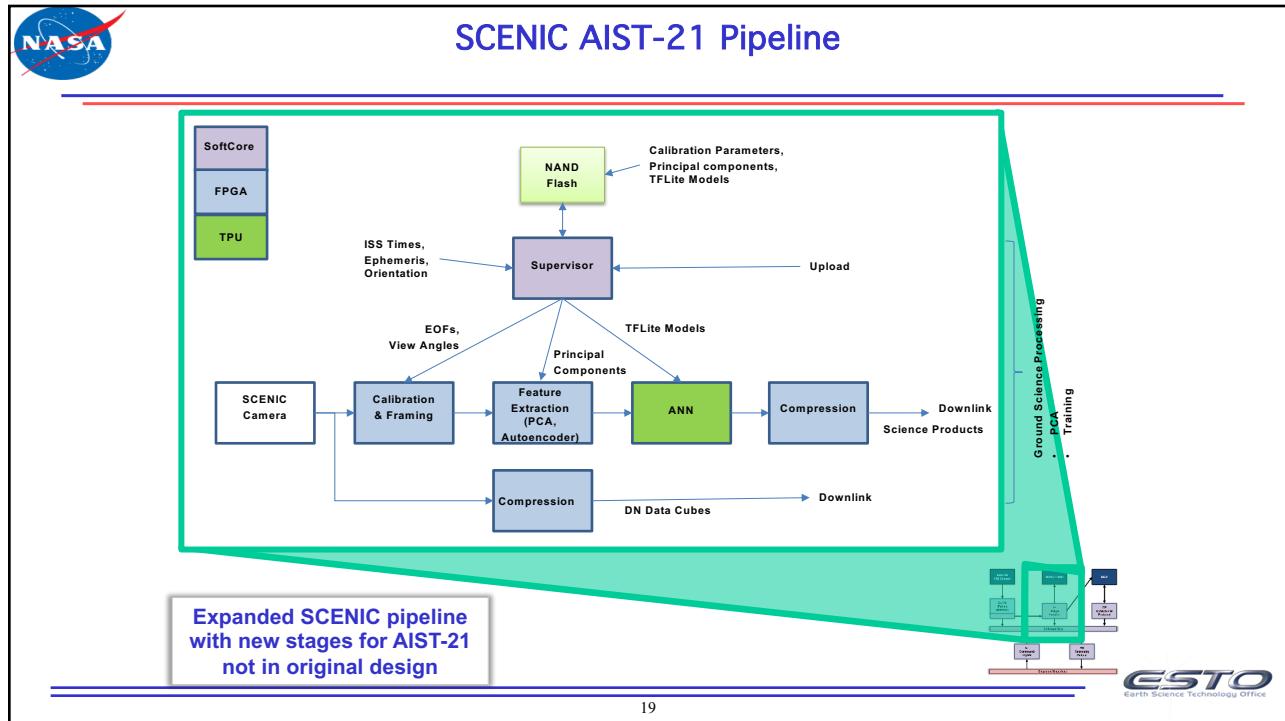 NASA
SCENIC AIST-21 Pipeline
SoftCore
FPGA
TPU
NAND
Flash
Calibration Parameters,
Principal components,
TFLite Models
ISS Times,
Ephemeris,
Orientation
Supervisor
Upload
EOFs,
View Angles
Principal
Components
TFLite Models
SCENIC
Camera
Calibration
& Framing
Feature
Extraction
(PCA,
Autoencoder)
ANN
Compression
Downlink
Science Products
Compression
DN Data Cubes
Downlink
Ground Science Processing
• PCA
• Training
Expanded SCENIC pipeline
with new stages for AIST-21
not in original design
ESTO
Earth Science Technology Office
19